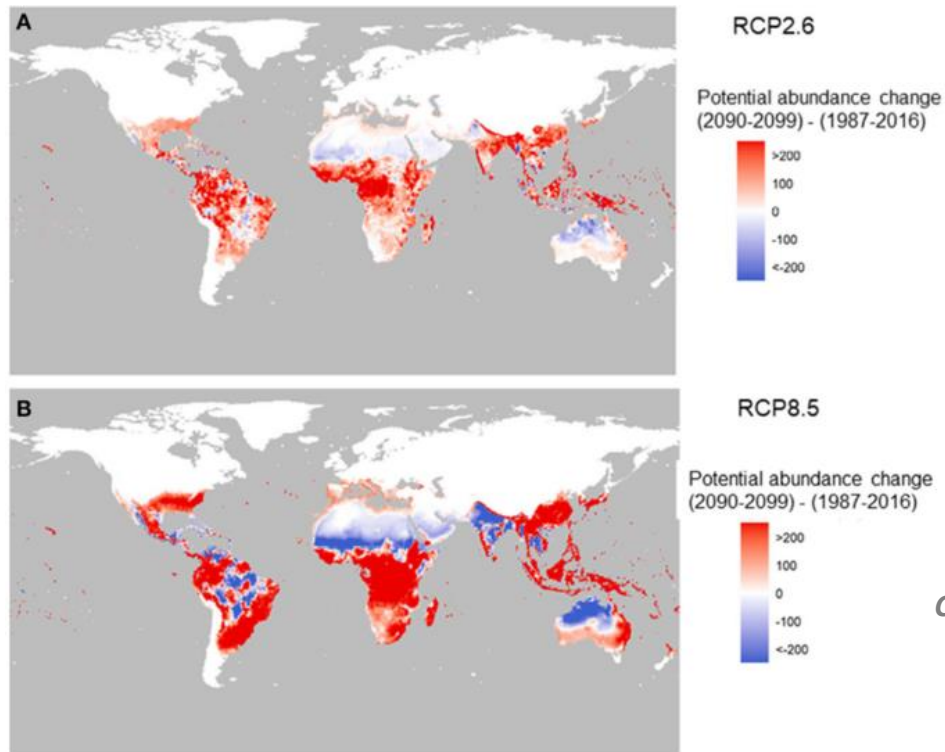 A
RCP2.6
Potential abundance change
(2090-2099) - (1987-2016)
>200
100
0
-100
<-200
B
RCP8.5
Potential abundance change
(2090-2099) - (1987-2016)
>200
100
0
-100
<-200